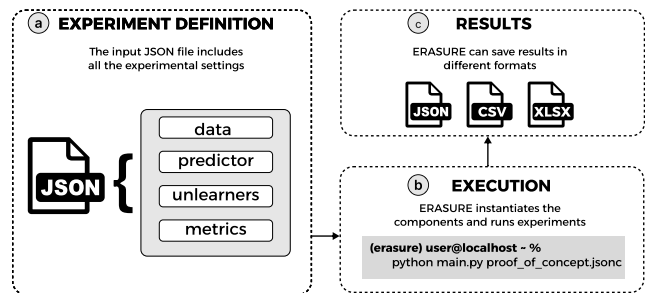 a EXPERIMENT DEFINITION
The input JSON file includes
all the experimental settings
JSON {
data
predictor
unlearners
metrics
c RESULTS
ERASURE can save results in
different formats
JSON CSV XLSX
b EXECUTION
ERASURE instantiates the
components and runs experiments
(erasure) user@localhost ~ %
python main.py proof_of_concept.jsonc